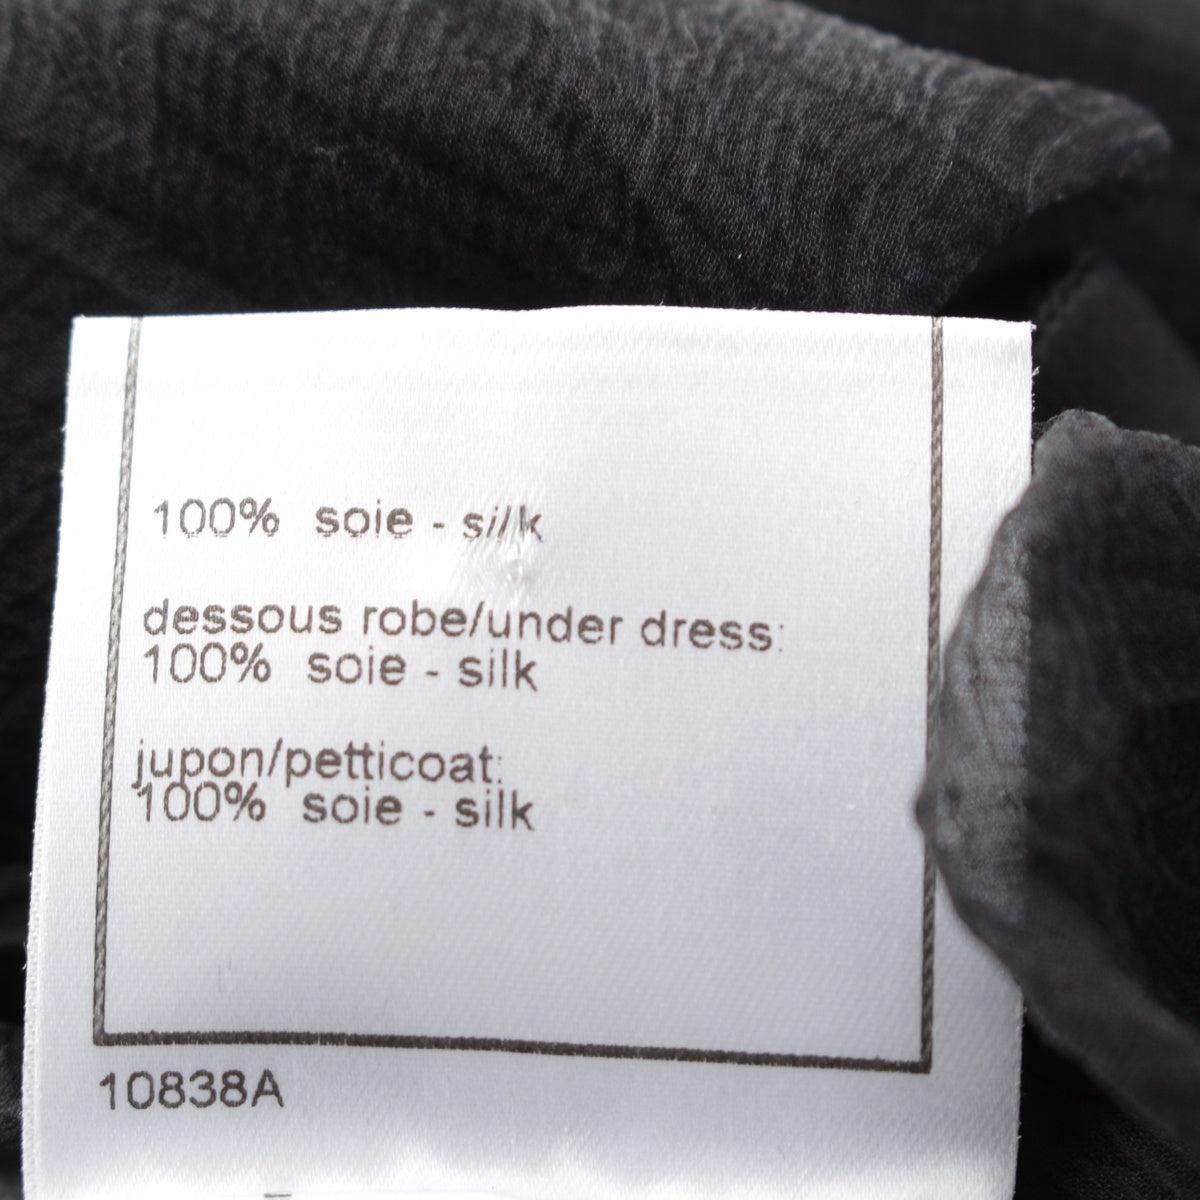 100% soie - silk
dessous robe/under dress:
100% soie - silk
jupon/petticoat:
100% soie - silk
10838A